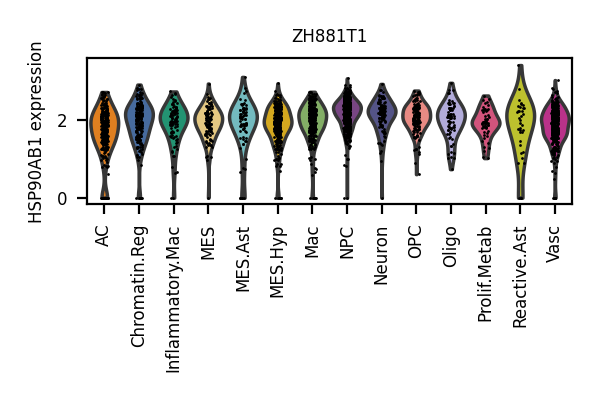 ZH881T1
HSP90AB1 expression
2
0
AC
Chromatin.Reg
Inflammatory.Mac
MES
MES.Ast
MES.Hyp
Mac
NPC
Neuron
OPC
Oligo
Prolif.Metab
Reactive.Ast
Vasc